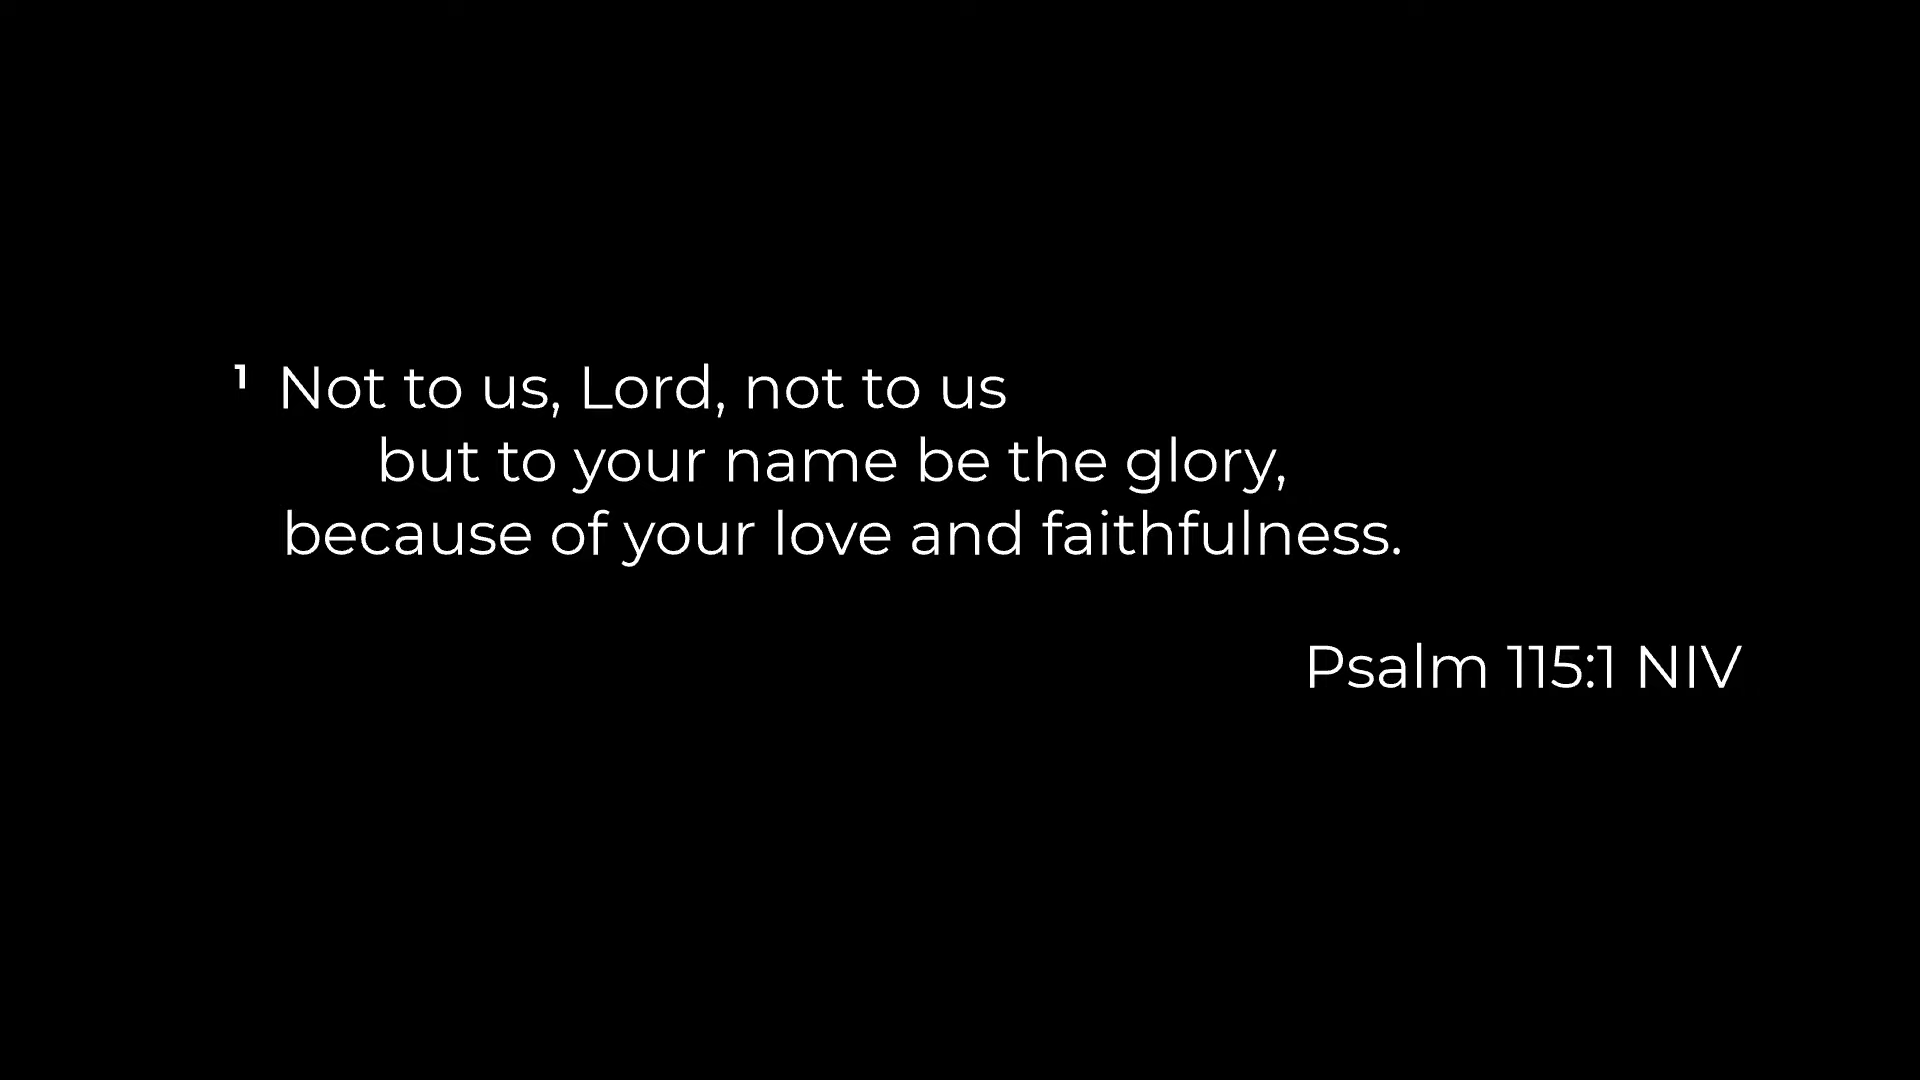 ¹ Not to us, Lord, not to us
but to your name be the glory,
because of your love and faithfulness.
Psalm 115:1 NIV